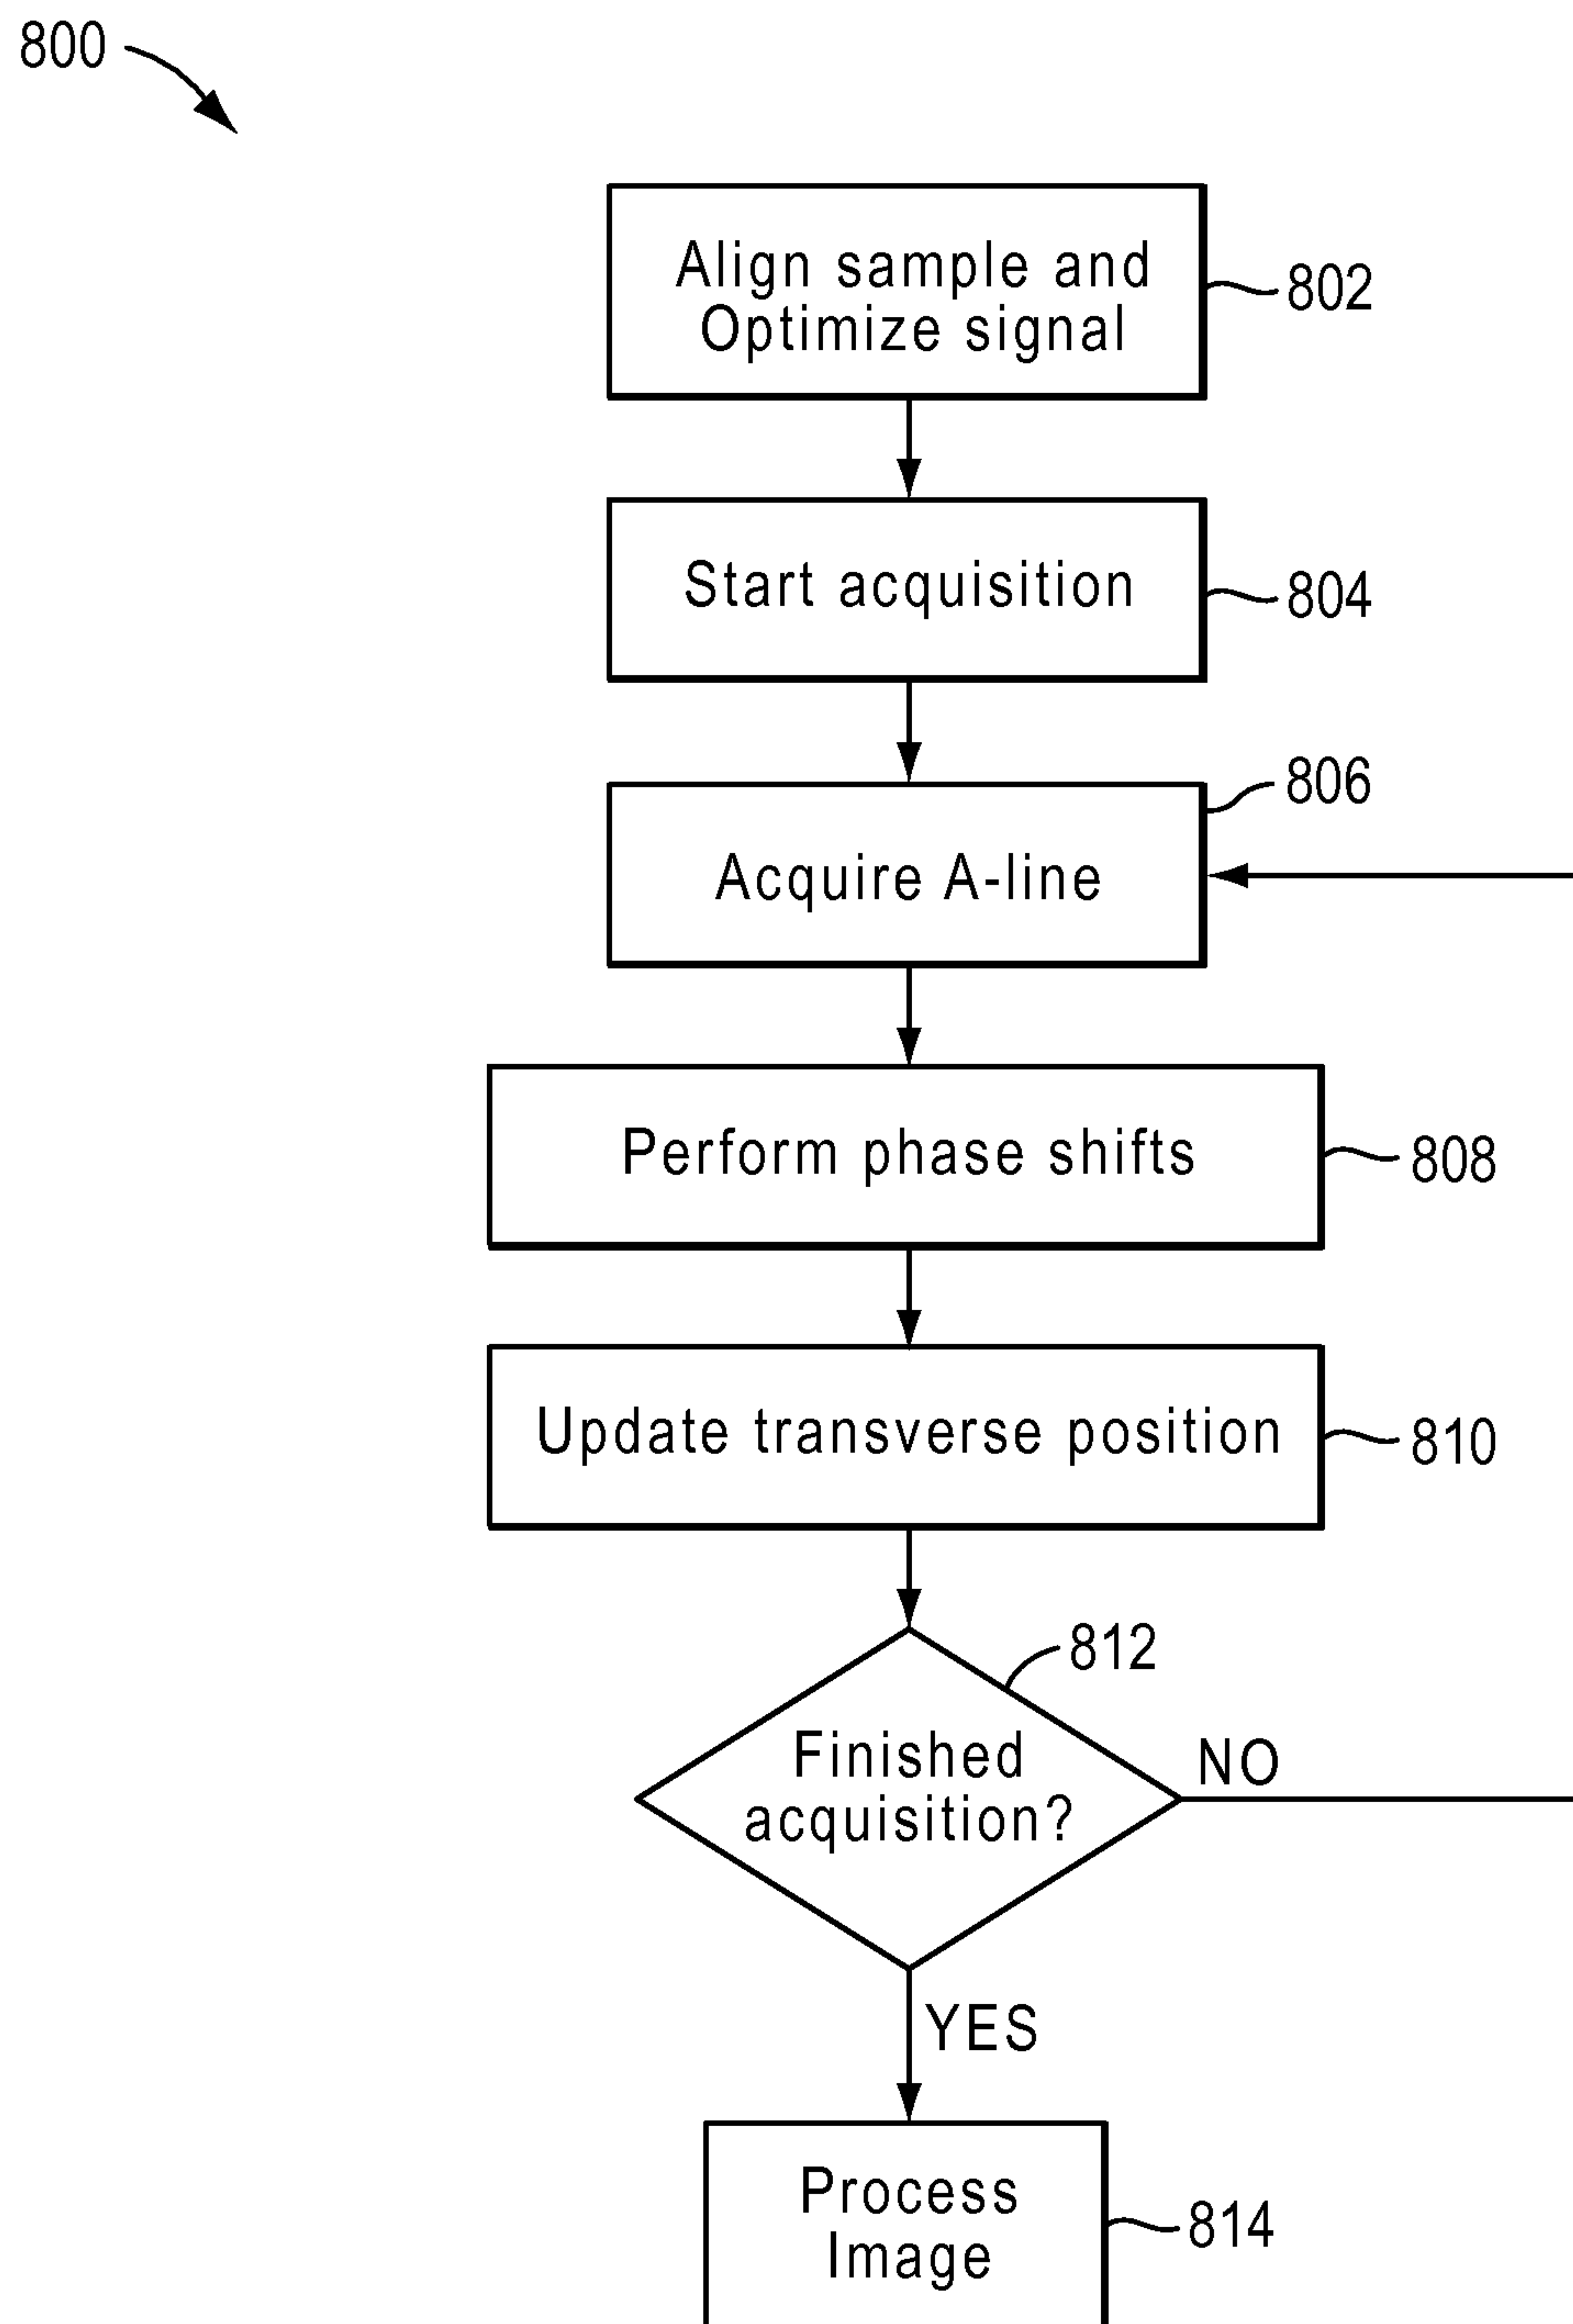 800
Align sample and
Optimize signal
802
Start acquisition
804
806
Acquire A-line
Perform phase shifts
808
Update transverse position
810
812
Finished
acquisition?
NO
YES
Process
Image
814